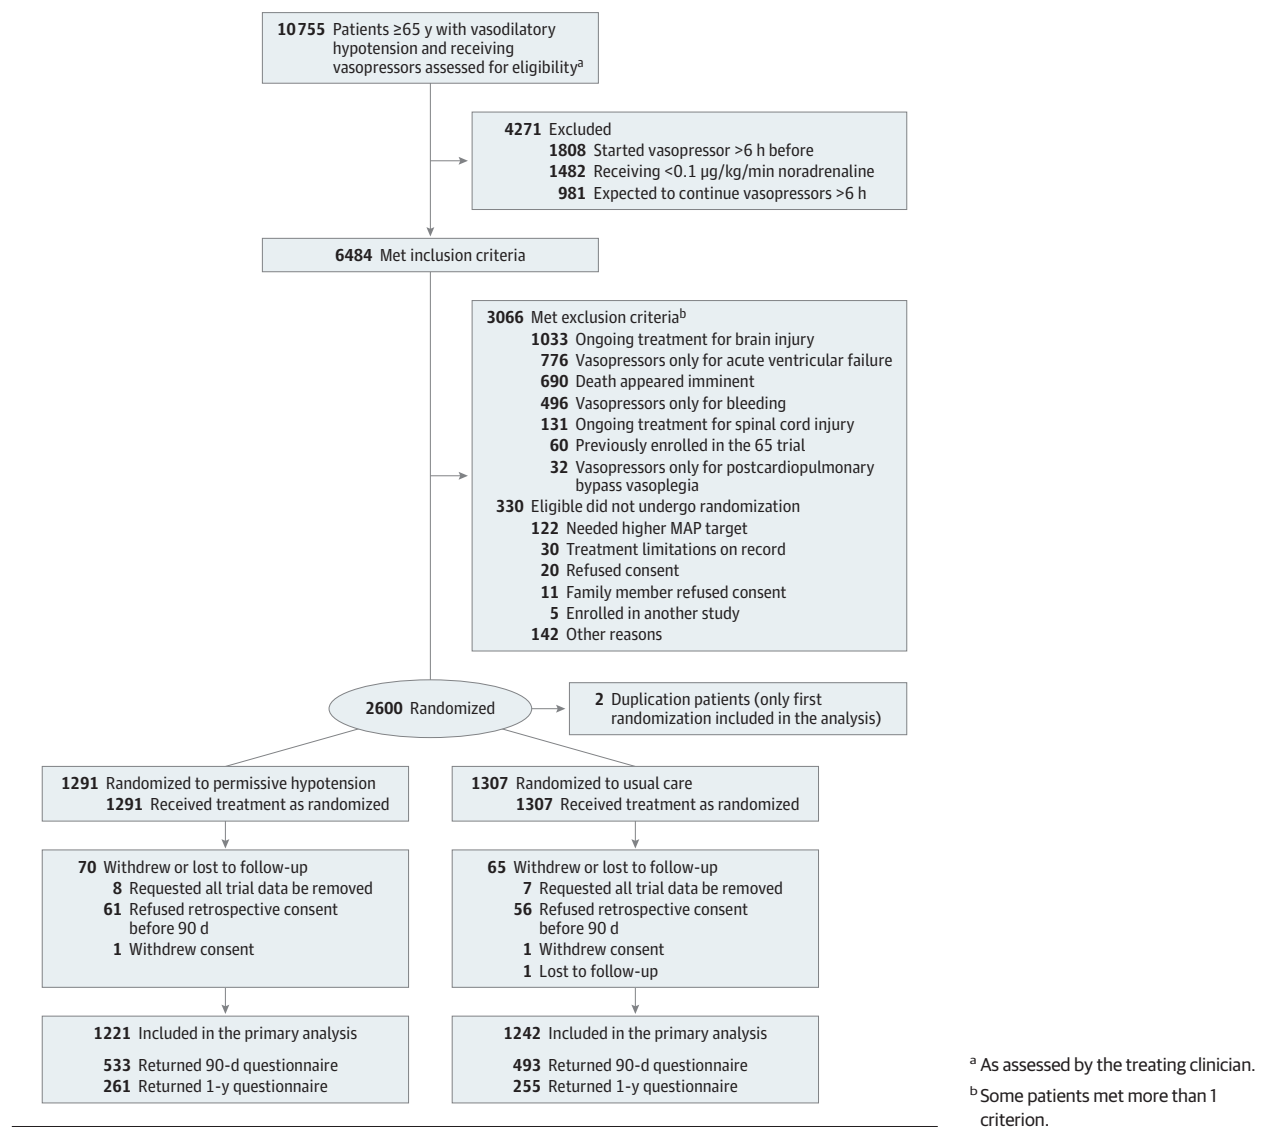 10755 Patients ≥65 y with vasodilatory
hypotension and receiving
vasopressors assessed for eligibilitya
4271 Excluded
1808 Started vasopressor >6 h before
1482 Receiving <0.1 μg/kg/min noradrenaline
981 Expected to continue vasopressors >6 h
6484 Met inclusion criteria
3066 Met exclusion criteriab
1033 Ongoing treatment for brain injury
776 Vasopressors only for acute ventricular failure
690 Death appeared imminent
496 Vasopressors only for bleeding
131 Ongoing treatment for spinal cord injury
60 Previously enrolled in the 65 trial
32 Vasopressors only for postcardiopulmonary
bypass vasoplegia
330 Eligible did not undergo randomization
122 Needed higher MAP target
30 Treatment limitations on record
20 Refused consent
11 Family member refused consent
5 Enrolled in another study
142 Other reasons
2600 Randomized
2 Duplication patients (only first
randomization included in the analysis)
1291 Randomized to permissive hypotension
1291 Received treatment as randomized
1307 Randomized to usual care
1307 Received treatment as randomized
70 Withdrew or lost to follow-up
8 Requested all trial data be removed
61 Refused retrospective consent
before 90 d
1 Withdrew consent
65 Withdrew or lost to follow-up
7 Requested all trial data be removed
56 Refused retrospective consent
before 90 d
1 Withdrew consent
1 Lost to follow-up
1221 Included in the primary analysis
533 Returned 90-d questionnaire
261 Returned 1-y questionnaire
1242 Included in the primary analysis
493 Returned 90-d questionnaire
255 Returned 1-y questionnaire
a As assessed by the treating clinician.
b Some patients met more than 1
criterion.